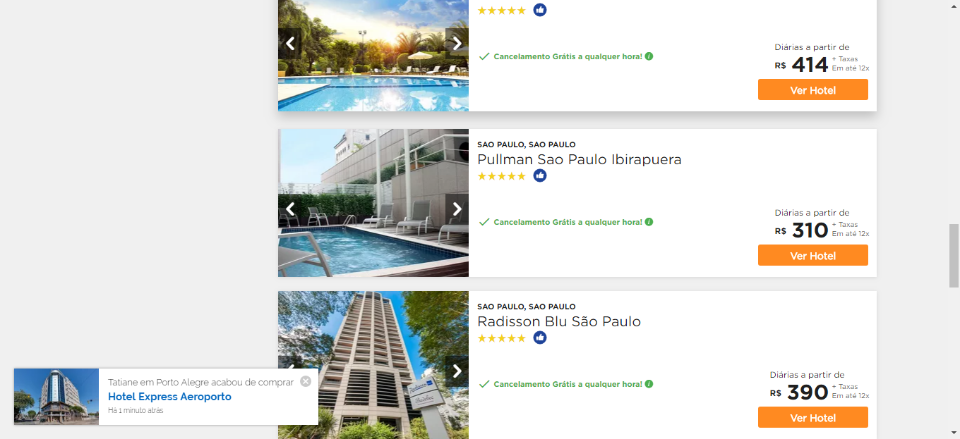 Cancelamento Grátis a qualquer hora!
Diárias a partir de
R$ 414 + Taxas
Em até 12x
Ver Hotel
SAO PAULO, SAO PAULO
Pullman Sao Paulo Ibirapuera
Cancelamento Grátis a qualquer hora!
Diárias a partir de
R$ 310 + Taxas
Em até 12x
Ver Hotel
SAO PAULO, SAO PAULO
Radisson Blu São Paulo
Cancelamento Grátis a qualquer hora!
Diárias a partir de
R$ 390 + Taxas
Em até 12x
Ver Hotel
Tatiane em Porto Alegre acabou de comprar
Hotel Express Aeroporto
Há 1 minuto atrás